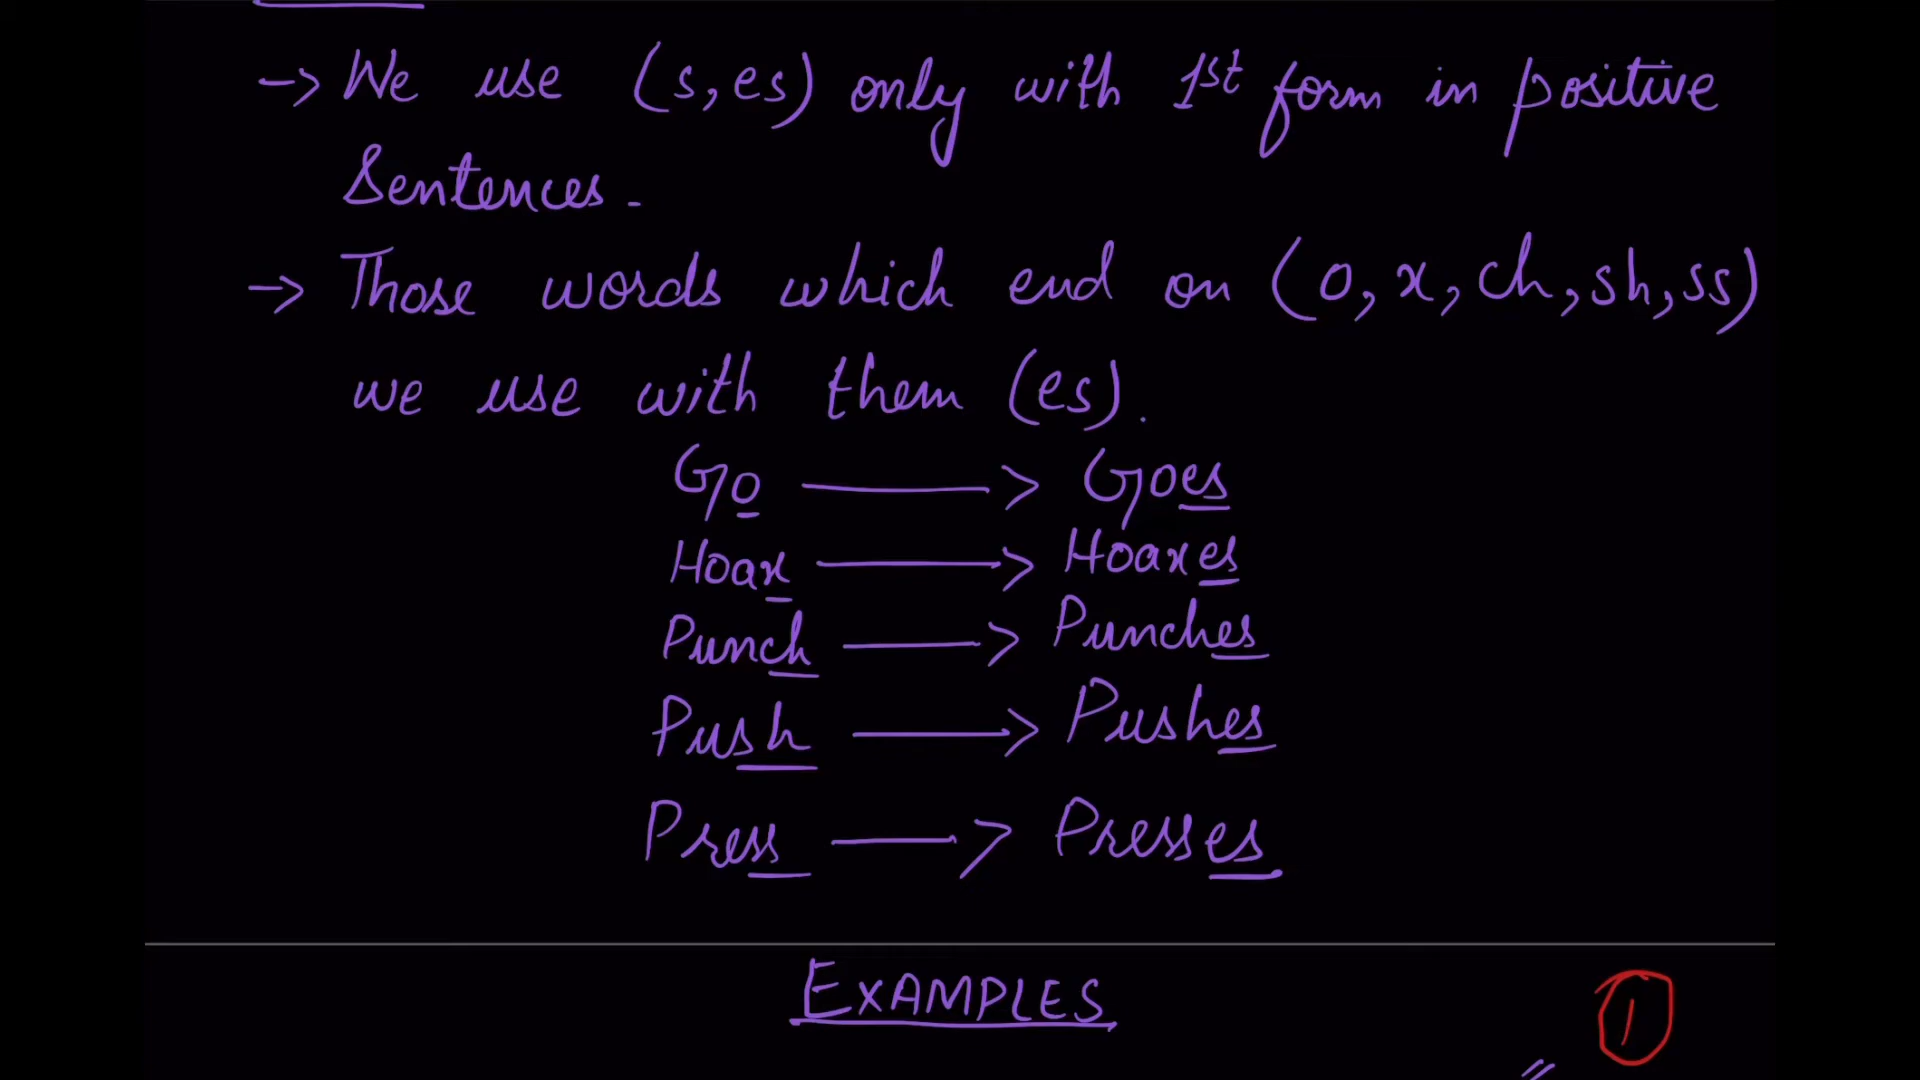 → We use (s, es) only with 1st form in positive
Sentences.
→ Those words which end on (o, x, ch, sh, ss)
we use with them (es).
Go → Goes
Hoax → Hoaxes
Punch → Punches
Push → Pushes
Press → Presses
EXAMPLES
1